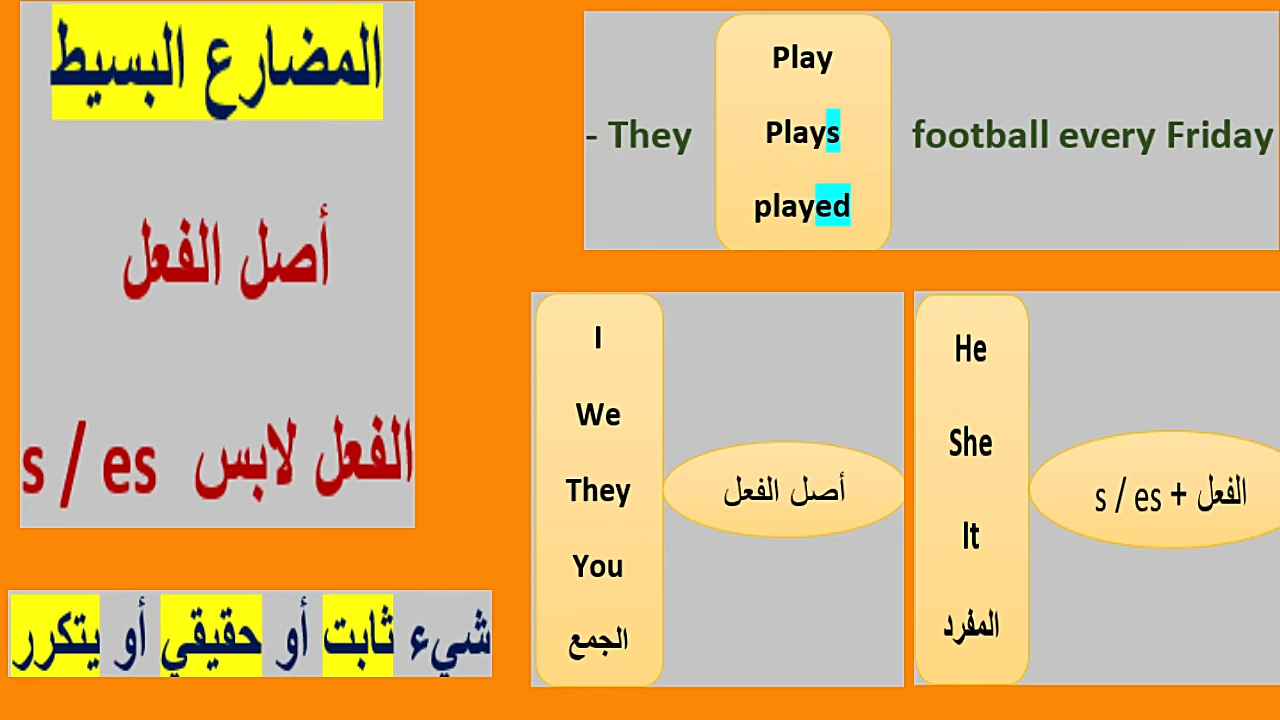 المضارع البسيط
أصل الفعل
الفعل لابس s / es
شيء ثابت أو حقيقي أو يتكرر
- They
Play
Plays
played
football every Friday
I
We
They
You
الجمع
أصل الفعل
He
She
It
المفرد
الفعل + s / es